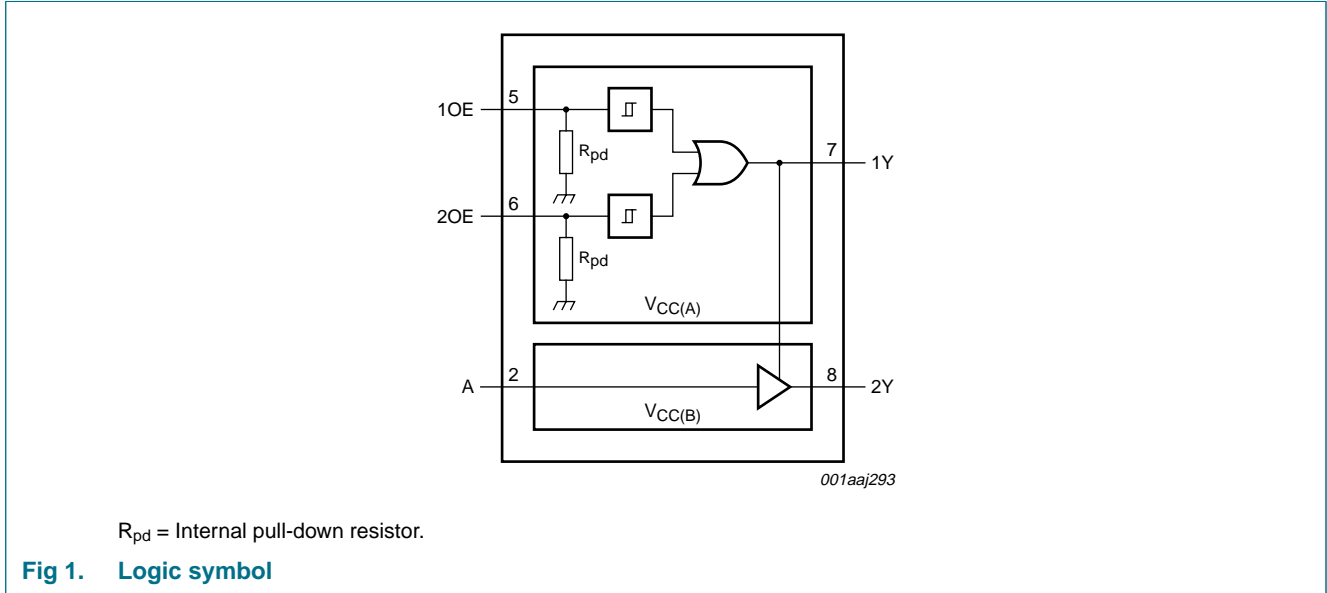 5
1OE
Rpd
7
1Y
6
2OE
Rpd
VCC(A)
2
A
8
2Y
VCC(B)
001aaj293
Rpd = Internal pull-down resistor.
Fig 1. Logic symbol